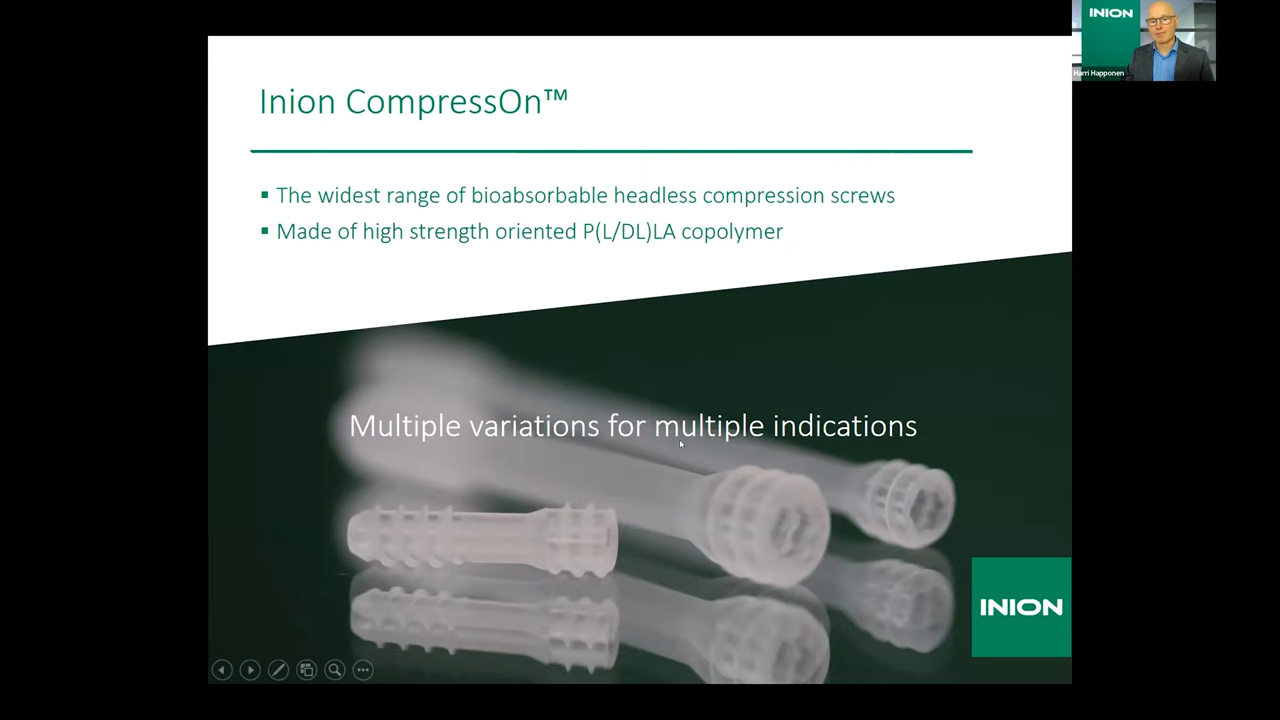 INION
Harri Happonen
Inion CompressOn™
▪ The widest range of bioabsorbable headless compression screws
▪ Made of high strength oriented P(L/DL)LA copolymer
Multiple variations for multiple indications
INION